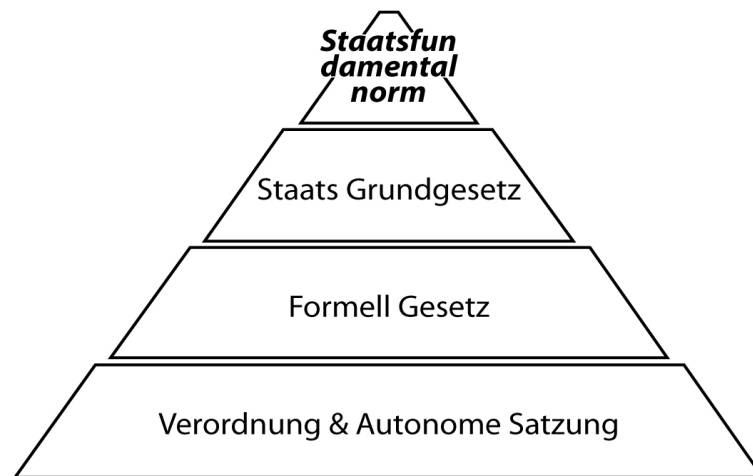 Staatsfun
damental
norm
Staats Grundgesetz
Formell Gesetz
Verordnung & Autonome Satzung